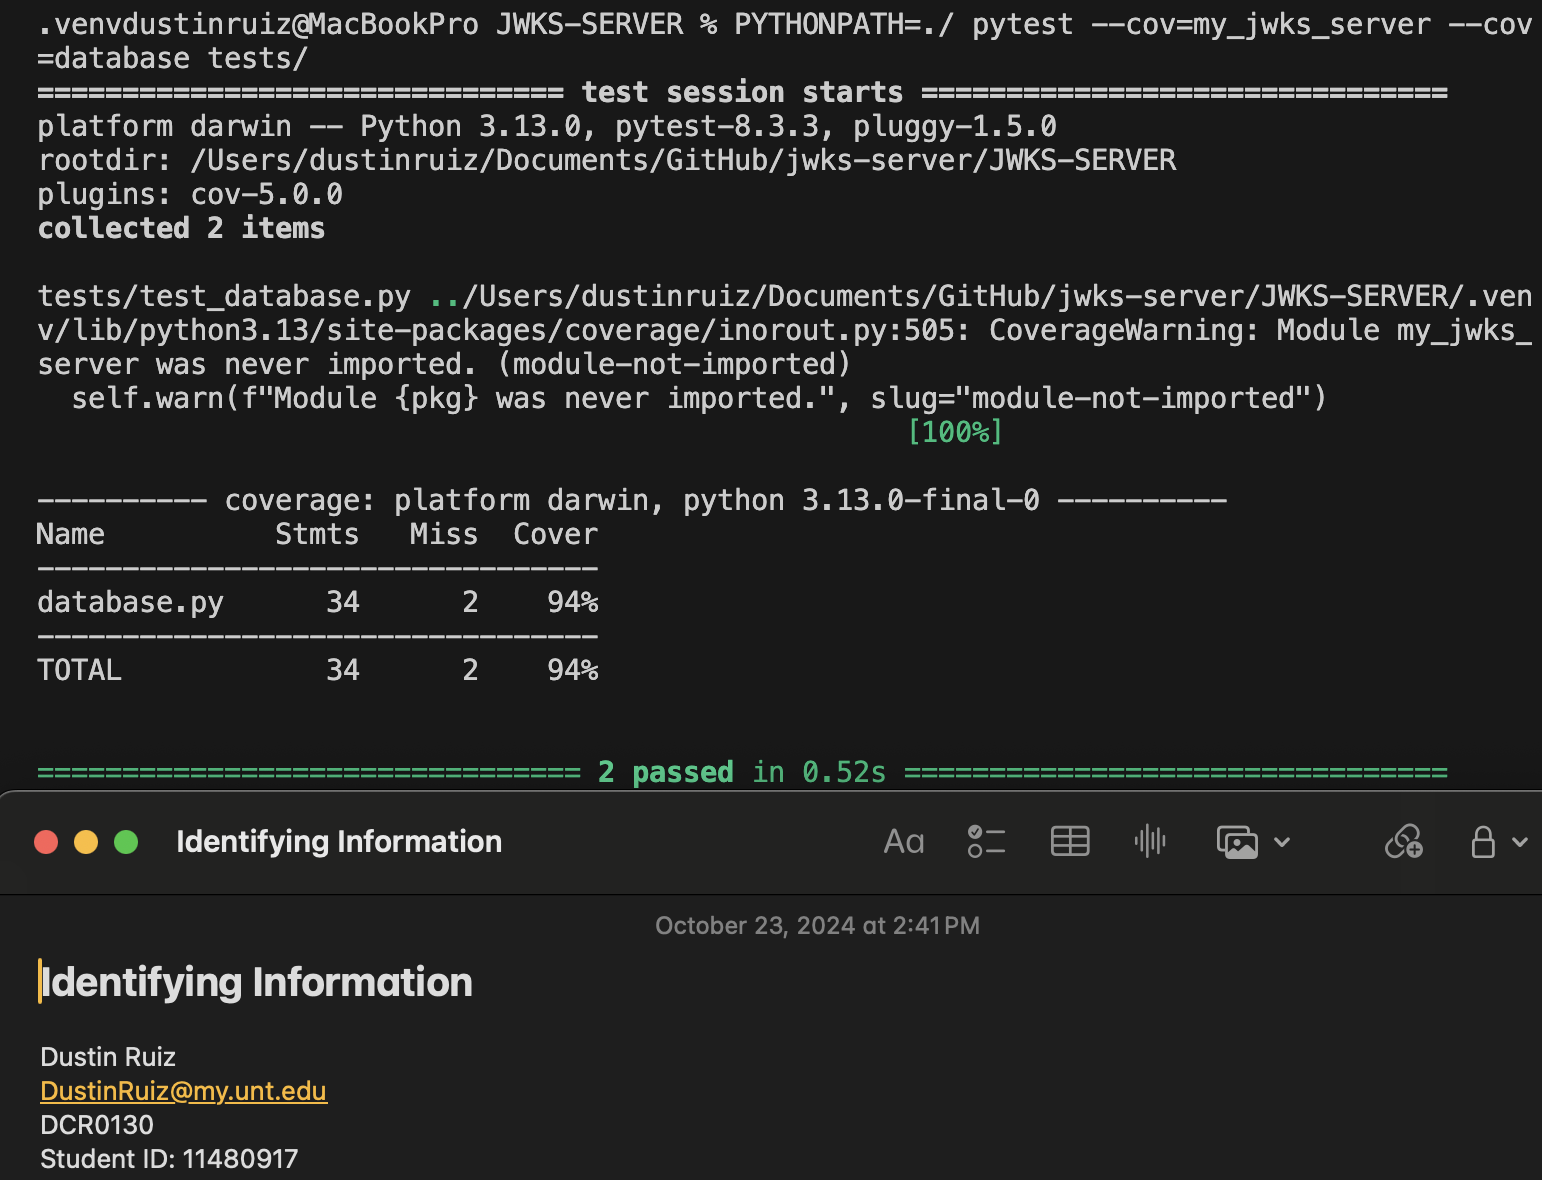 .venvdustinruiz@MacBookPro JWKS-SERVER % PYTHONPATH=./ pytest --cov=my_jwks_server --cov
=database tests/
=============================== test session starts ===============================
platform darwin -- Python 3.13.0, pytest-8.3.3, pluggy-1.5.0
rootdir: /Users/dustinruiz/Documents/GitHub/jwks-server/JWKS-SERVER
plugins: cov-5.0.0
collected 2 items
tests/test_database.py ../Users/dustinruiz/Documents/GitHub/jwks-server/JWKS-SERVER/.ven
v/lib/python3.13/site-packages/coverage/inorout.py:505: CoverageWarning: Module my_jwks_
server was never imported. (module-not-imported)
  self.warn(f"Module {pkg} was never imported.", slug="module-not-imported")
[100%]
---------- coverage: platform darwin, python 3.13.0-final-0 ----------
Name          Stmts   Miss  Cover
---------------------------------
database.py      34      2    94%
---------------------------------
TOTAL            34      2    94%
================================ 2 passed in 0.52s ================================
Identifying Information
Aa
October 23, 2024 at 2:41 PM
Identifying Information
Dustin Ruiz
DustinRuiz@my.unt.edu
DCR0130
Student ID: 11480917